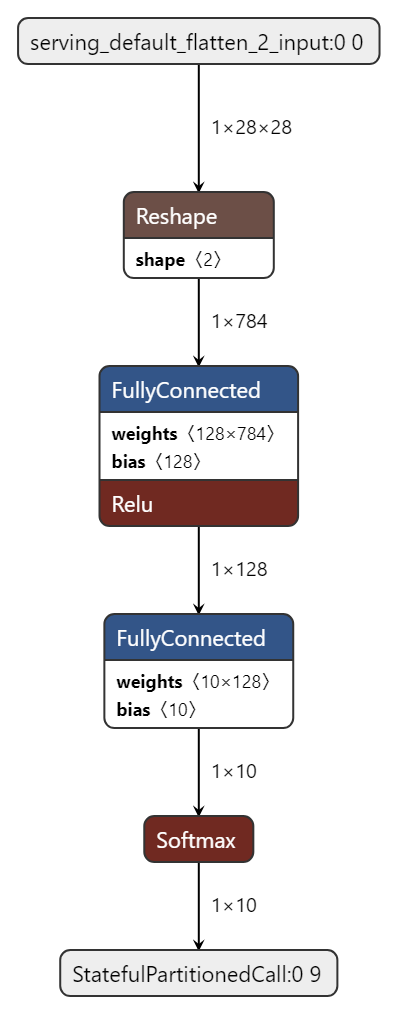 serving_default_flatten_2_input:0 0
1×28×28
Reshape
shape〈2〉
1×784
FullyConnected
weights〈128×784〉
bias〈128〉
Relu
1×128
FullyConnected
weights〈10×128〉
bias〈10〉
1×10
Softmax
1×10
StatefulPartitionedCall:0 9